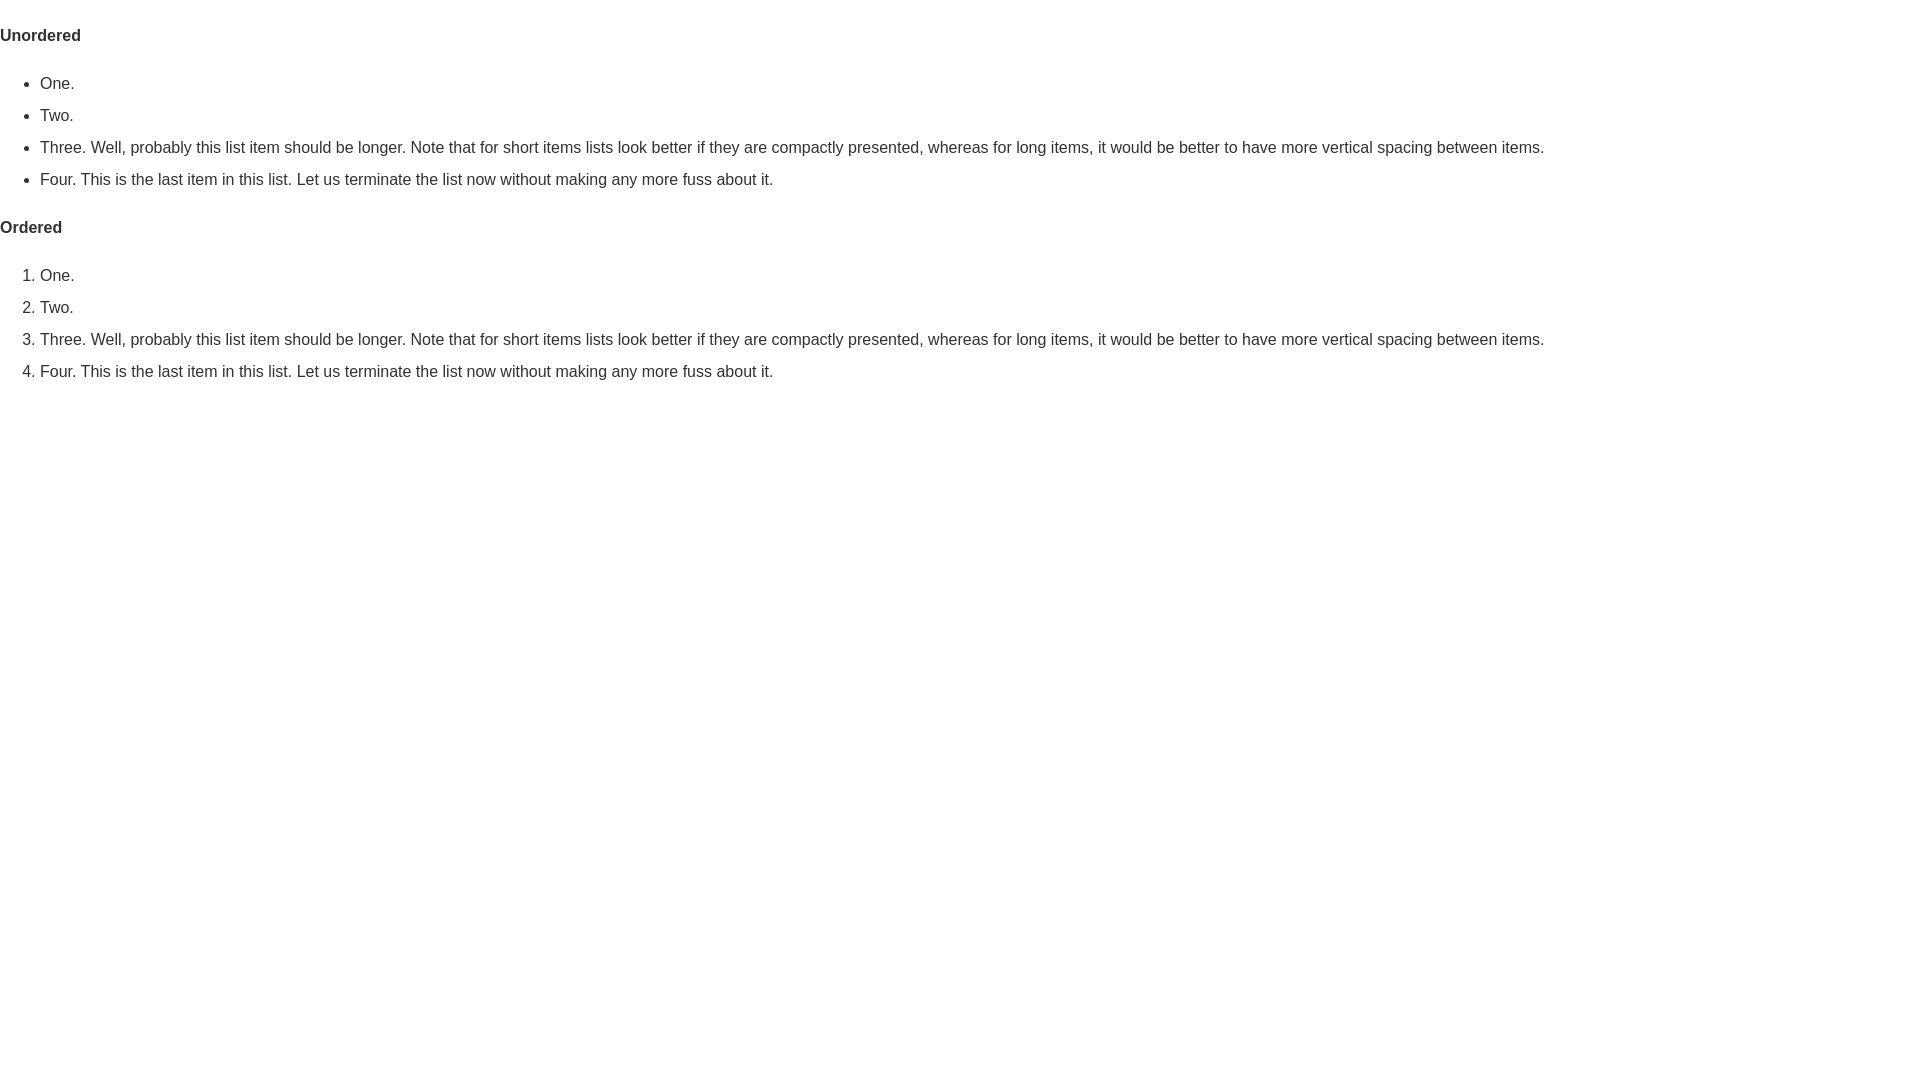 Unordered
• One.
• Two.
• Three. Well, probably this list item should be longer. Note that for short items lists look better if they are compactly presented, whereas for long items, it would be better to have more vertical spacing between items.
• Four. This is the last item in this list. Let us terminate the list now without making any more fuss about it.
Ordered
1. One.
2. Two.
3. Three. Well, probably this list item should be longer. Note that for short items lists look better if they are compactly presented, whereas for long items, it would be better to have more vertical spacing between items.
4. Four. This is the last item in this list. Let us terminate the list now without making any more fuss about it.